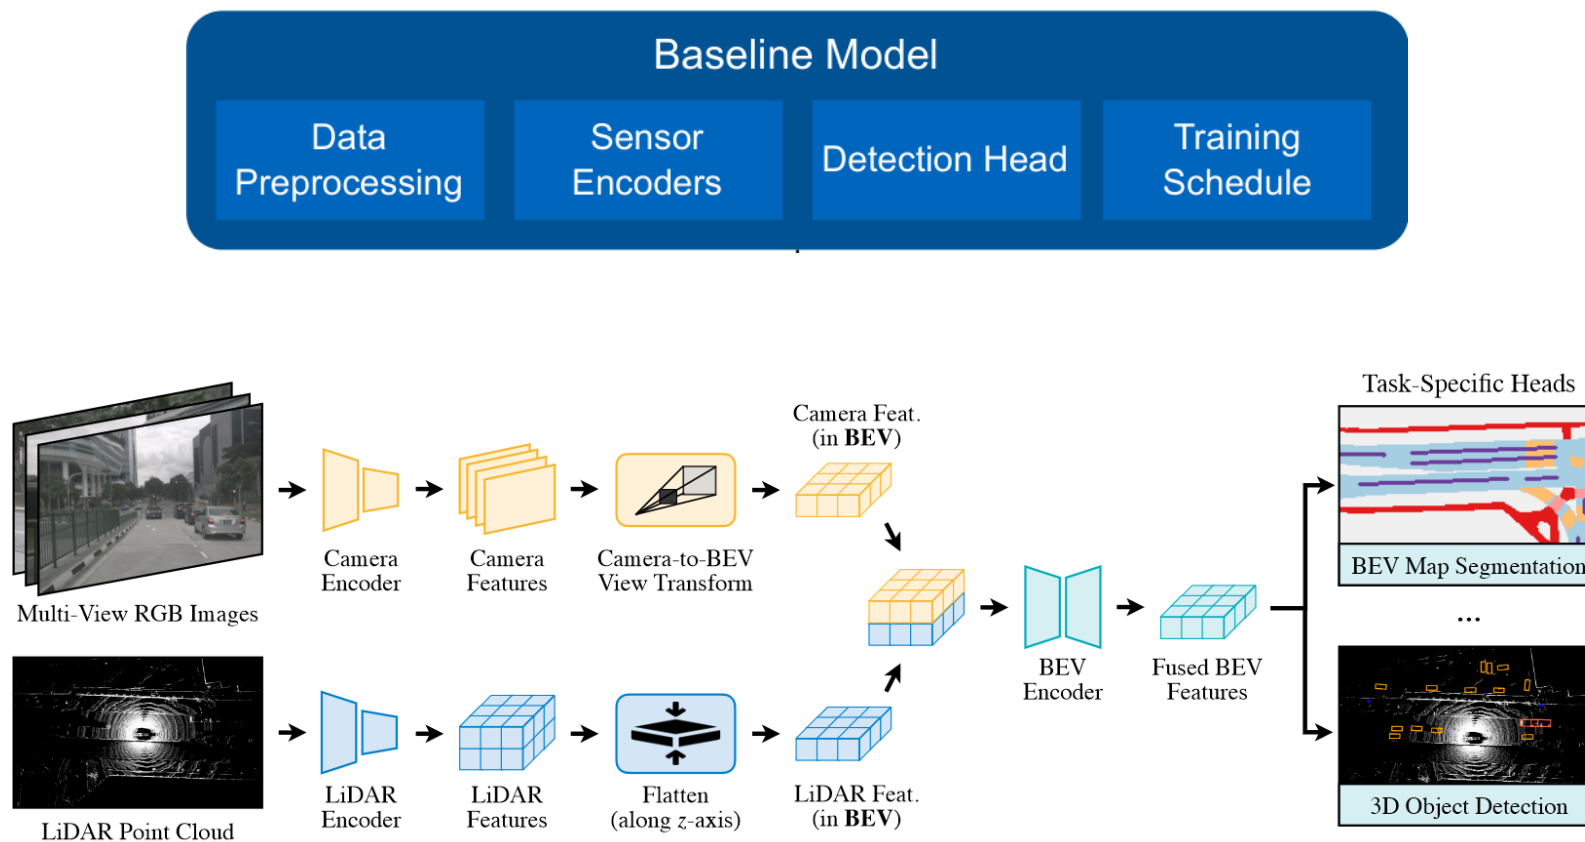 Baseline Model
Data
Preprocessing
Sensor
Encoders
Detection Head
Training
Schedule
Task-Specific Heads
Camera Feat.
(in BEV)
Camera
Encoder
Camera
Features
Camera-to-BEV
View Transform
Multi-View RGB Images
BEV Map Segmentation
...
BEV
Encoder
Fused BEV
Features
LiDAR
Encoder
LiDAR
Features
Flatten
(along z-axis)
LiDAR Feat.
(in BEV)
LiDAR Point Cloud
3D Object Detection